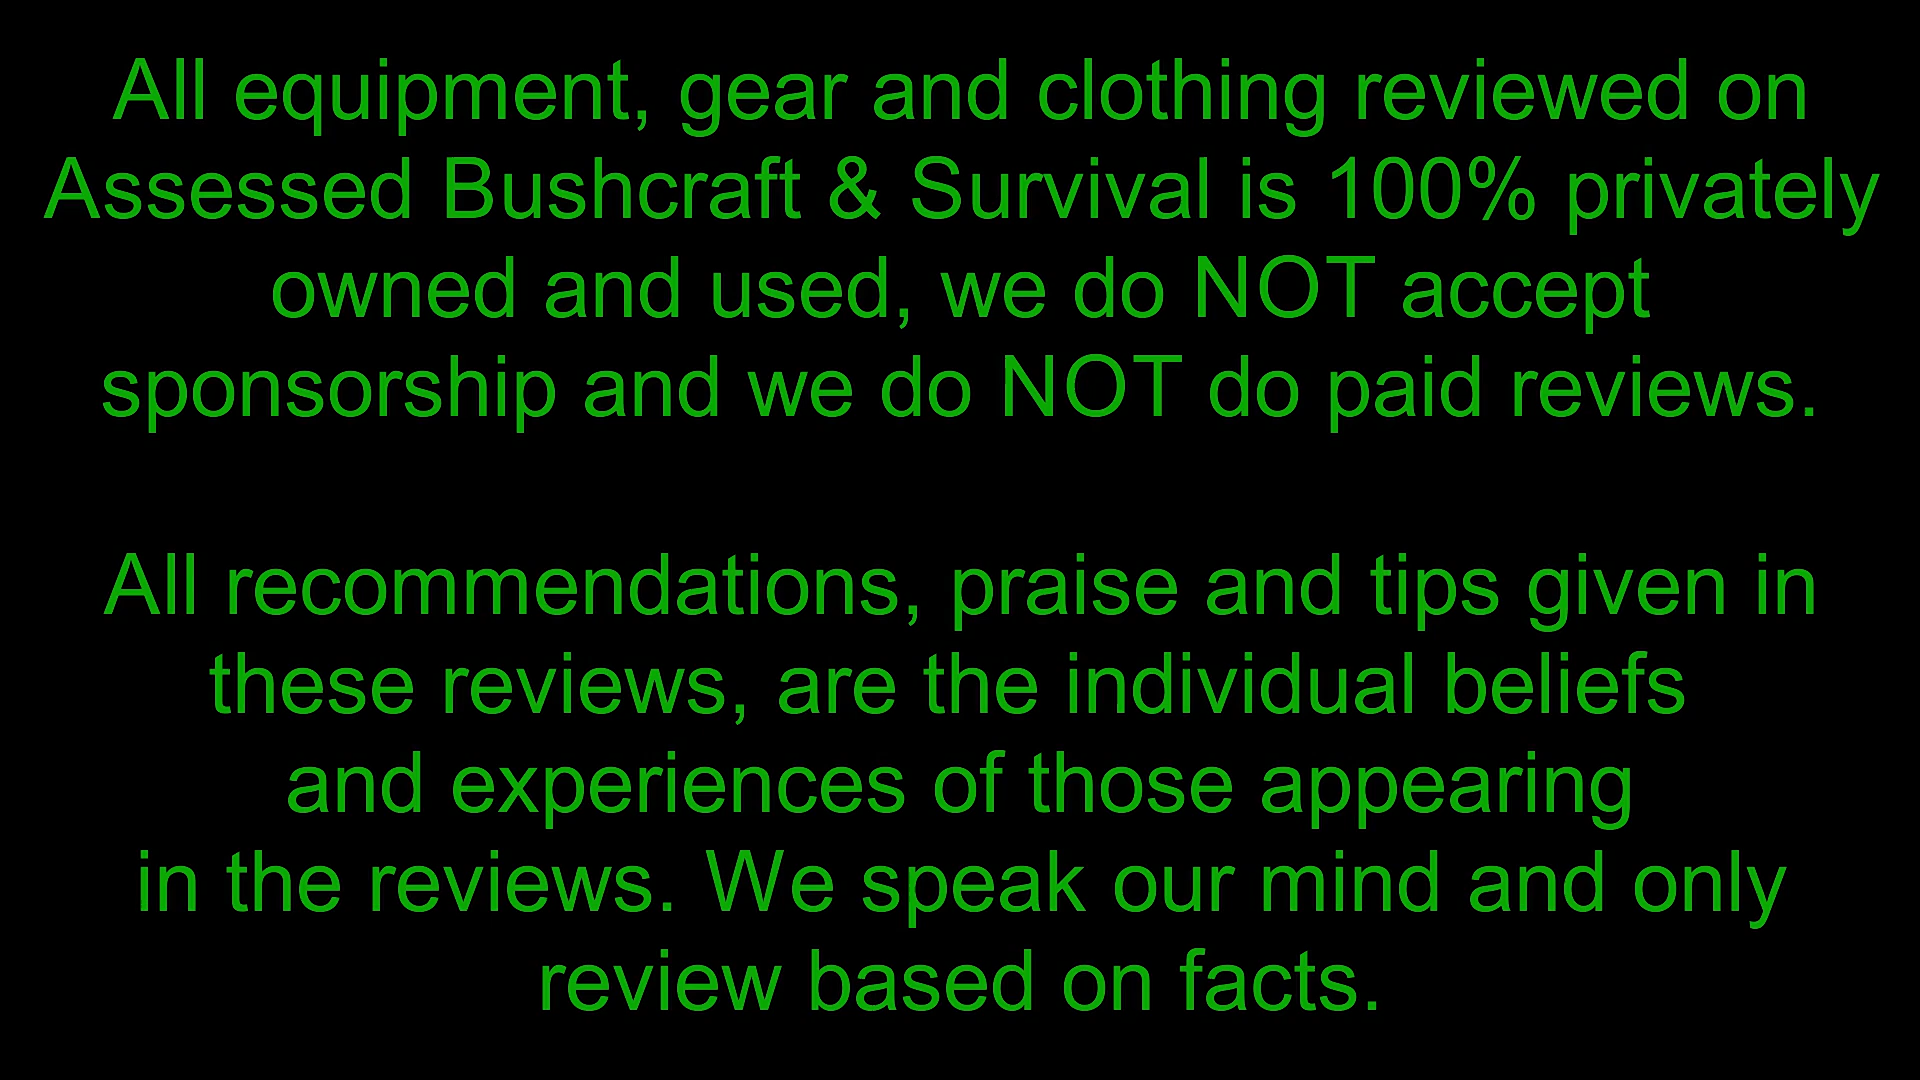 All equipment, gear and clothing reviewed on
Assessed Bushcraft & Survival is 100% privately
owned and used, we do NOT accept
sponsorship and we do NOT do paid reviews.
All recommendations, praise and tips given in
these reviews, are the individual beliefs
and experiences of those appearing
in the reviews. We speak our mind and only
review based on facts.